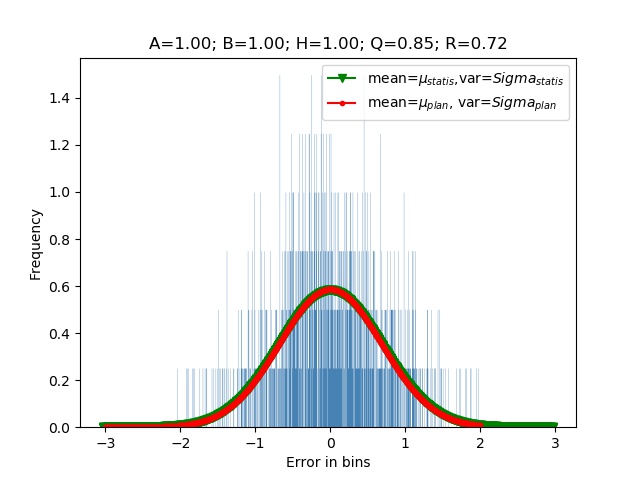 A=1.00; B=1.00; H=1.00; Q=0.85; R=0.72
mean=μstatis,var=Sigmastatis
mean=μplan, var=Sigmaplan
Frequency
1.4
1.2
1.0
0.8
0.6
0.4
0.2
0.0
−3 −2 −1 0 1 2 3
Error in bins